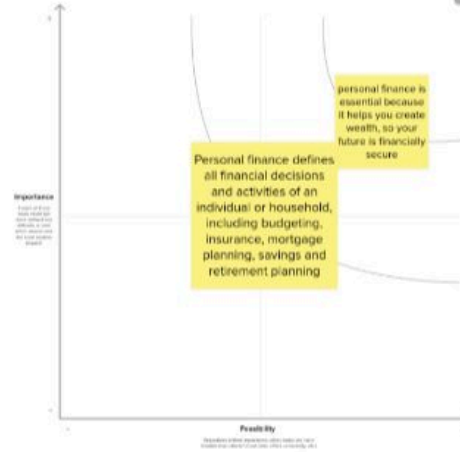 personal finance is
essential because
it helps you create
wealth, so your
future is financially
secure
Personal finance defines
all financial decisions
and activities of an
individual or household,
including budgeting,
insurance, mortgage
planning, savings and
retirement planning
Importance
Feasibility